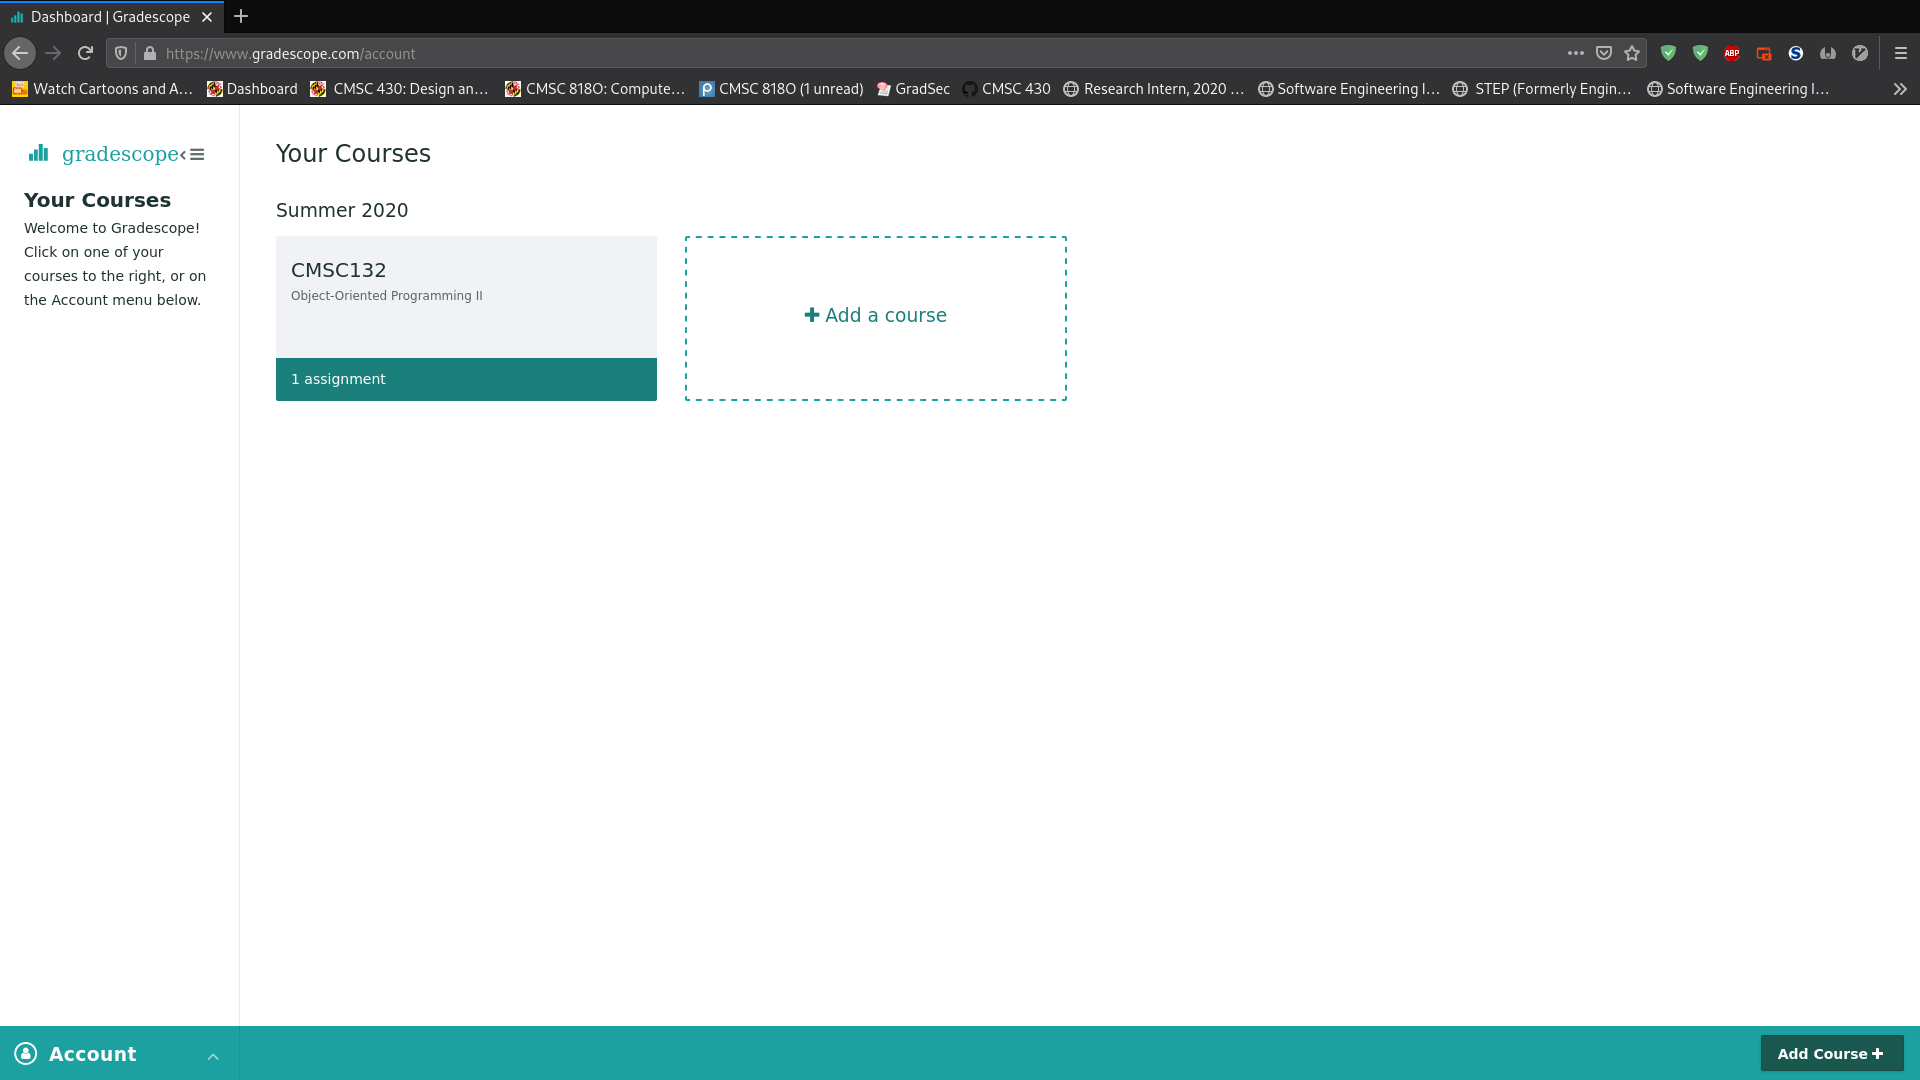 Dashboard | Gradescope
https://www.gradescope.com/account
ABP
Watch Cartoons and A... Dashboard CMSC 430: Design an... CMSC 818O: Compute... CMSC 818O (1 unread) GradSec CMSC 430 Research Intern, 2020 ... Software Engineering I... STEP (Formerly Engin... Software Engineering I...
gradescope
Your Courses
Welcome to Gradescope!
Click on one of your
courses to the right, or on
the Account menu below.
Your Courses
Summer 2020
CMSC132
Object-Oriented Programming II
1 assignment
Add a course
Account
Add Course